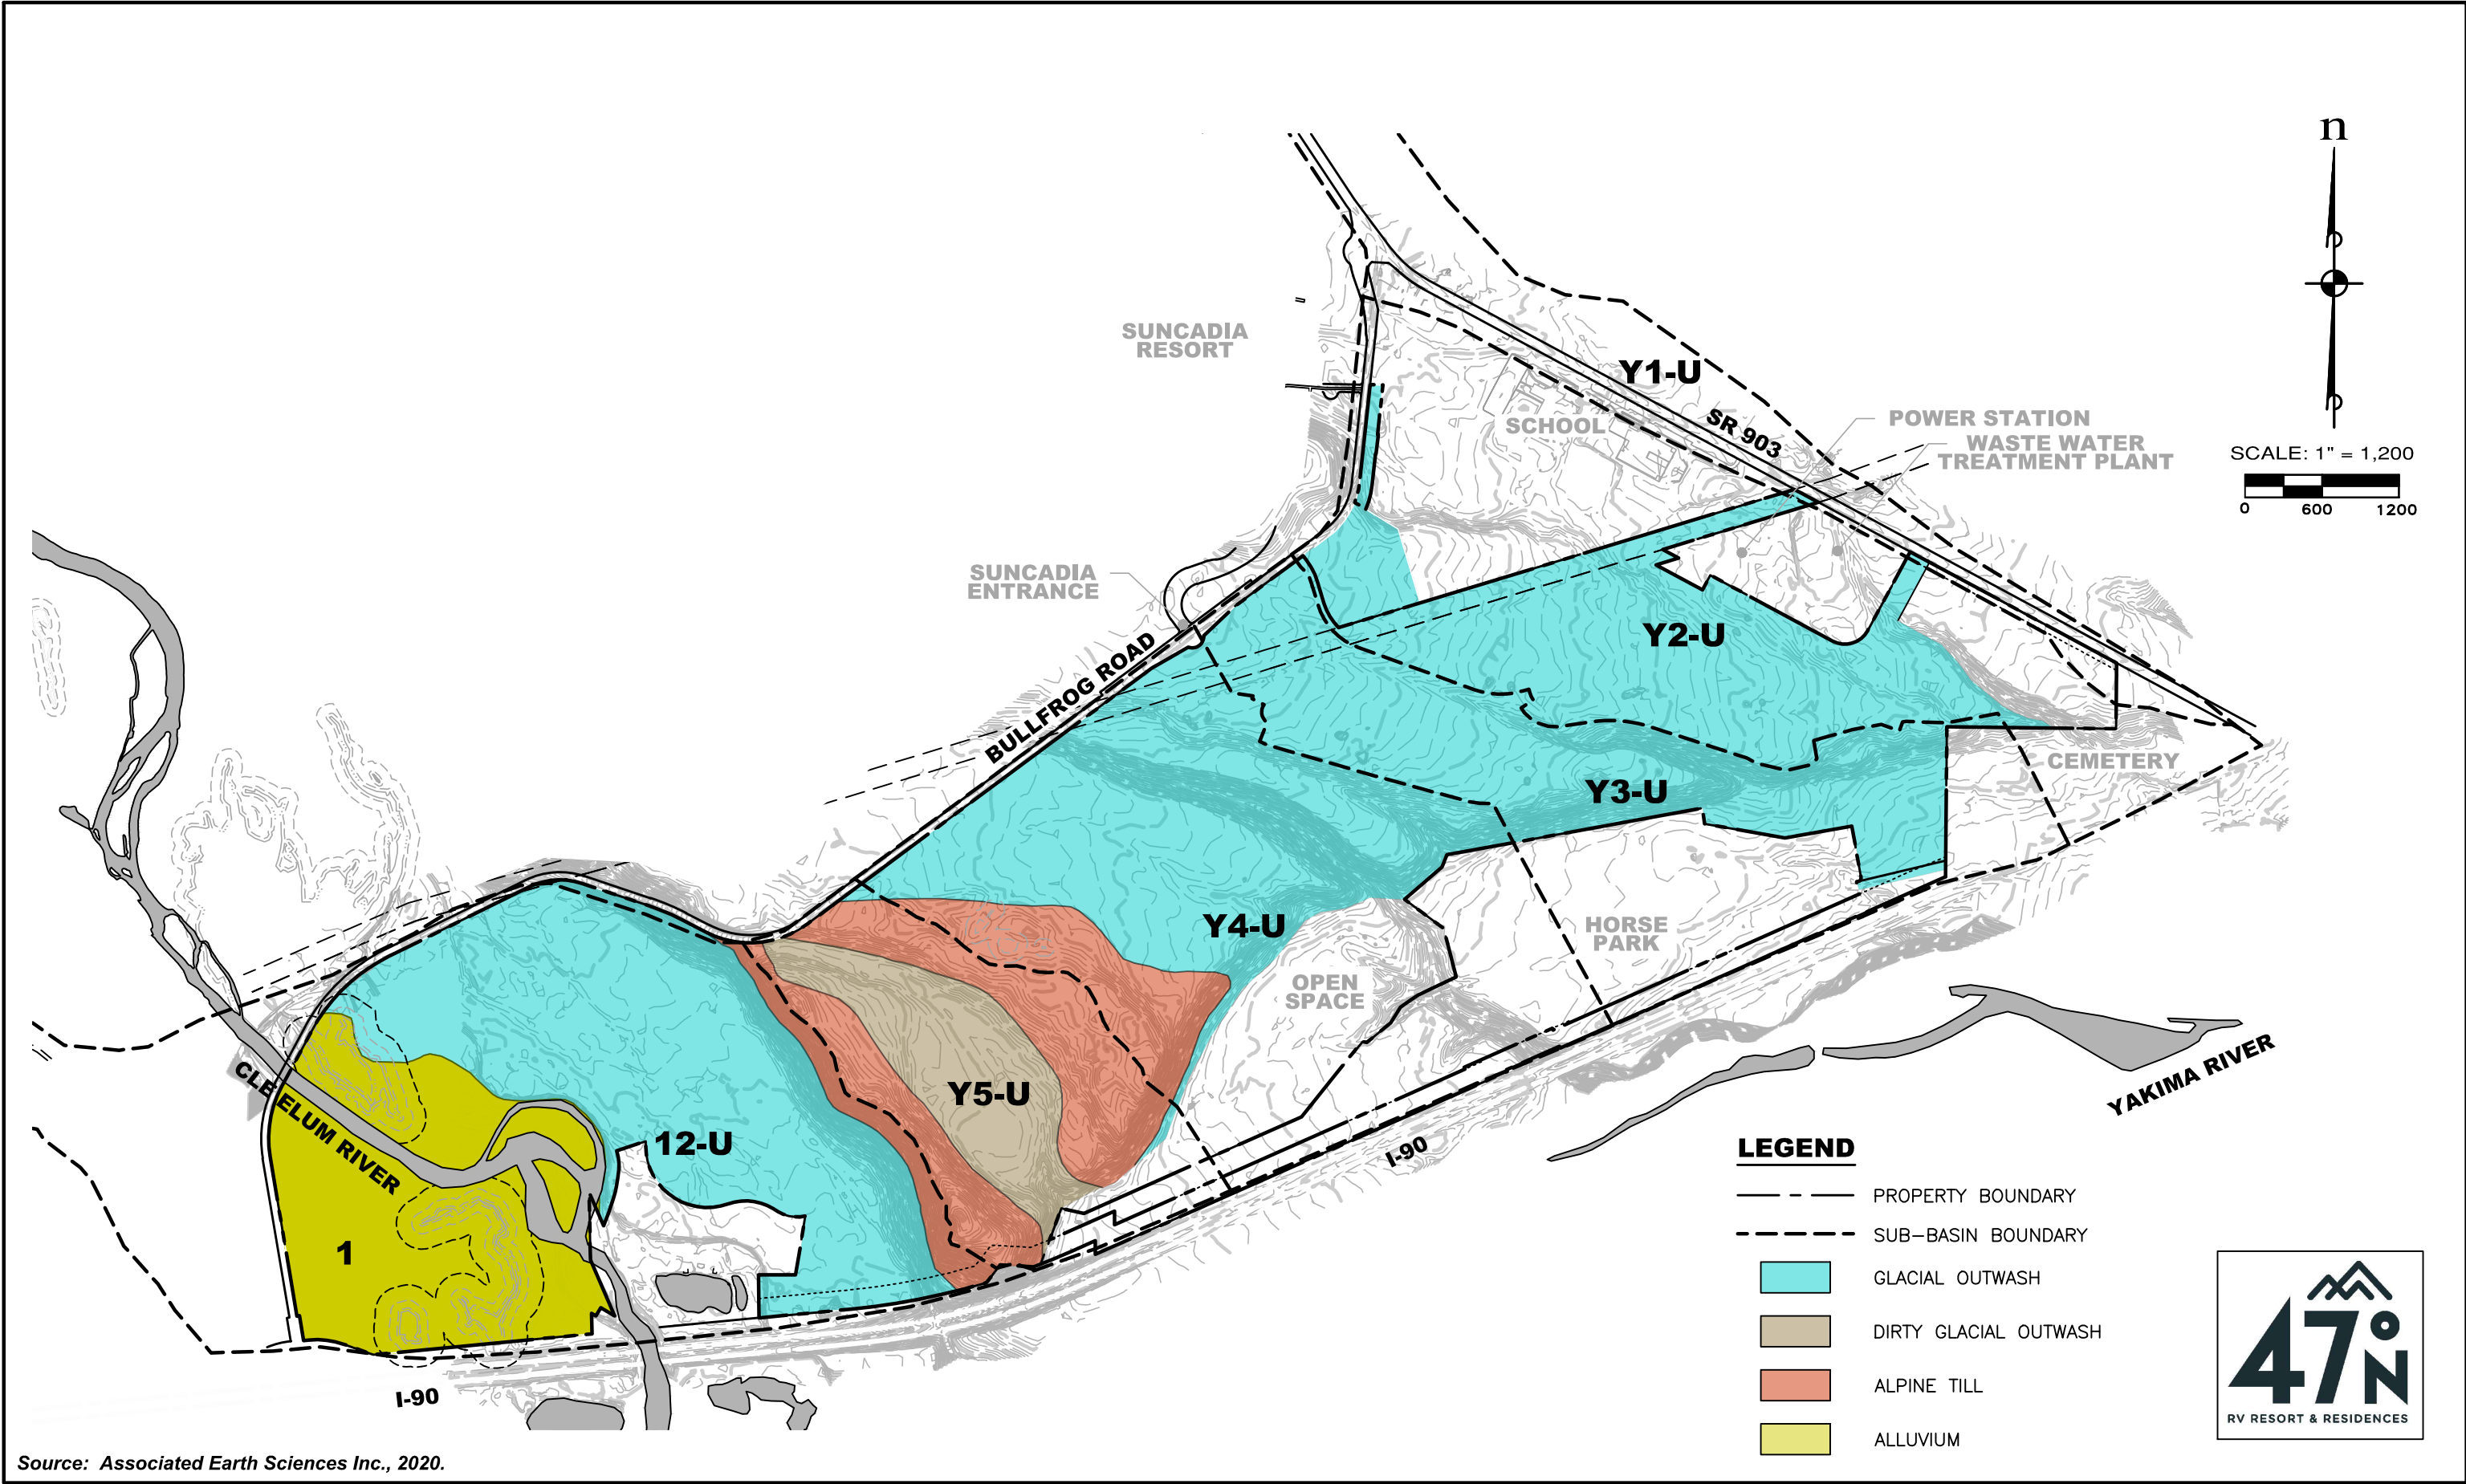 n
SUNCADIA
RESORT
Y1-U
SCHOOL
SR 903
POWER STATION
WASTE WATER
TREATMENT PLANT
SCALE: 1" = 1,200
0 600 1200
SUNCADIA
ENTRANCE
BULLFROG ROAD
Y2-U
Y3-U
CEMETERY
Y4-U
HORSE
PARK
OPEN
SPACE
Y5-U
CLE ELUM RIVER
12-U
1
I-90
I-90
YAKIMA RIVER
LEGEND
PROPERTY BOUNDARY
SUB-BASIN BOUNDARY
GLACIAL OUTWASH
DIRTY GLACIAL OUTWASH
ALPINE TILL
ALLUVIUM
47°N
RV RESORT & RESIDENCES
Source: Associated Earth Sciences Inc., 2020.